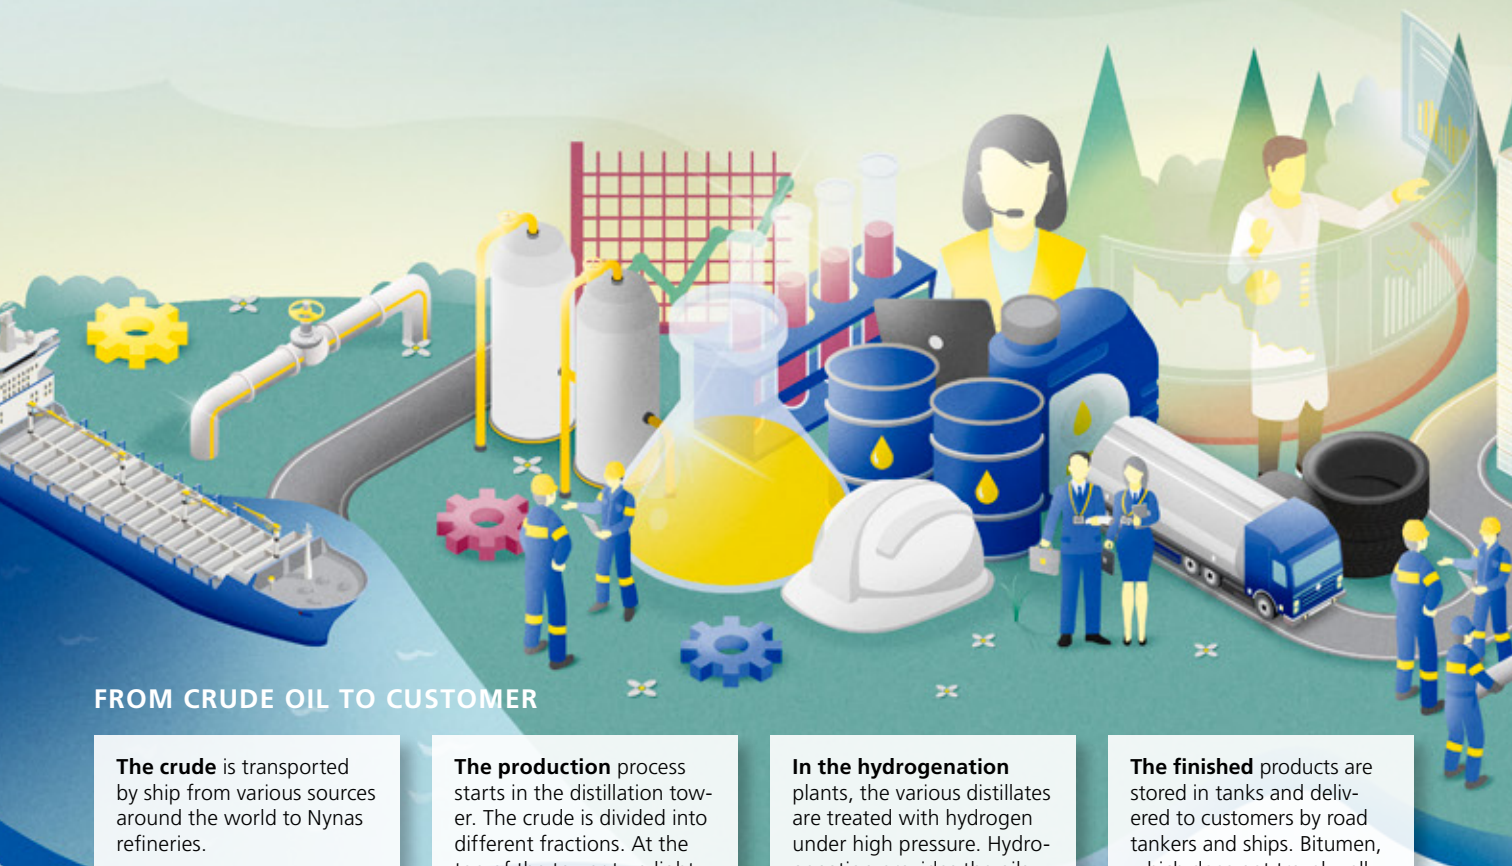 FROM CRUDE OIL TO CUSTOMER
The crude is transported
by ship from various sources
around the world to Nynas
refineries.
The production process
starts in the distillation tow-
er. The crude is divided into
different fractions. At the
In the hydrogenation
plants, the various distillates
are treated with hydrogen
under high pressure. Hydro-
The finished products are
stored in tanks and deliv-
ered to customers by road
tankers and ships. Bitumen,